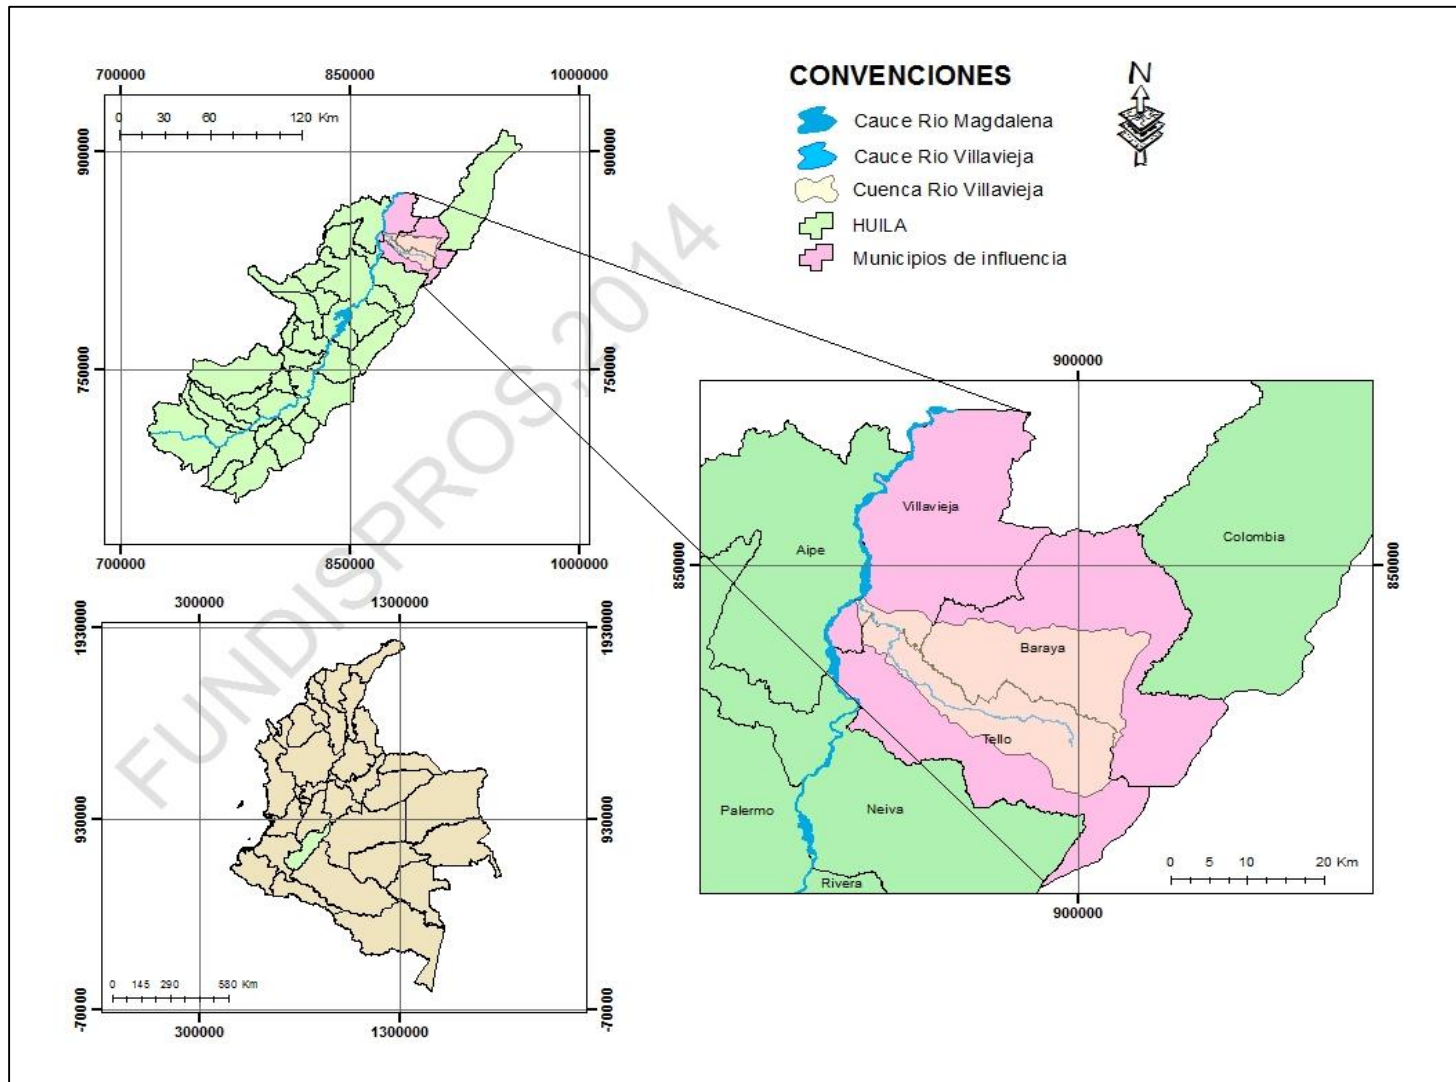 700000 850000 1000000
0 30 60 120 Km
900000 900000
750000 750000
700000 850000 1000000
CONVENCIONES
Cauce Rio Magdalena
Cauce Rio Villavieja
Cuenca Rio Villavieja
HUILA
Municipios de influencia
N
FUNDISPROS,2014
900000
Villavieja
Aipe
Colombia
850000 850000
Baraya
Tello
Palermo
Neiva
Rivera
0 5 10 20 Km
900000
300000 1300000
1930000 1930000
930000 930000
0 145 290 580 Km
-70000 -70000
300000 1300000